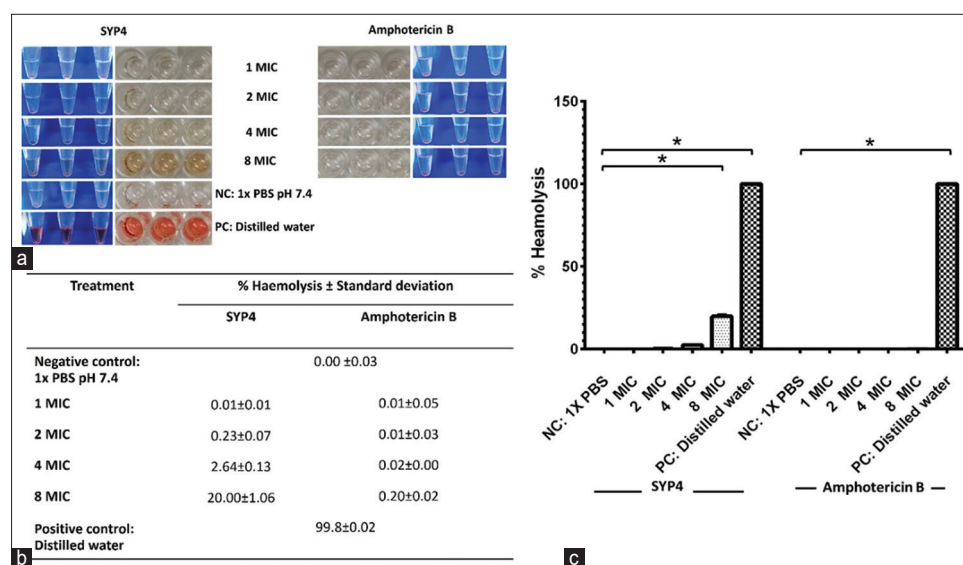 SYP4
Amphotericin B
1 MIC
2 MIC
4 MIC
8 MIC
NC: 1x PBS pH 7.4
PC: Distilled water
a
Treatment
% Haemolysis ± Standard deviation
SYP4
Amphotericin B
Negative control:
1x PBS pH 7.4
0.00 ±0.03
1 MIC
0.01±0.01
0.01±0.05
2 MIC
0.23±0.07
0.01±0.03
4 MIC
2.64±0.13
0.02±0.00
8 MIC
20.00±1.06
0.20±0.02
Positive control:
Distilled water
99.8±0.02
b
% Heamolysis
150
100
50
0
*
*
*
NC: 1X PBS
1 MIC
2 MIC
4 MIC
8 MIC
PC: Distilled water
NC: 1X PBS
1 MIC
2 MIC
4 MIC
8 MIC
PC: Distilled water
SYP4
Amphotericin B
c